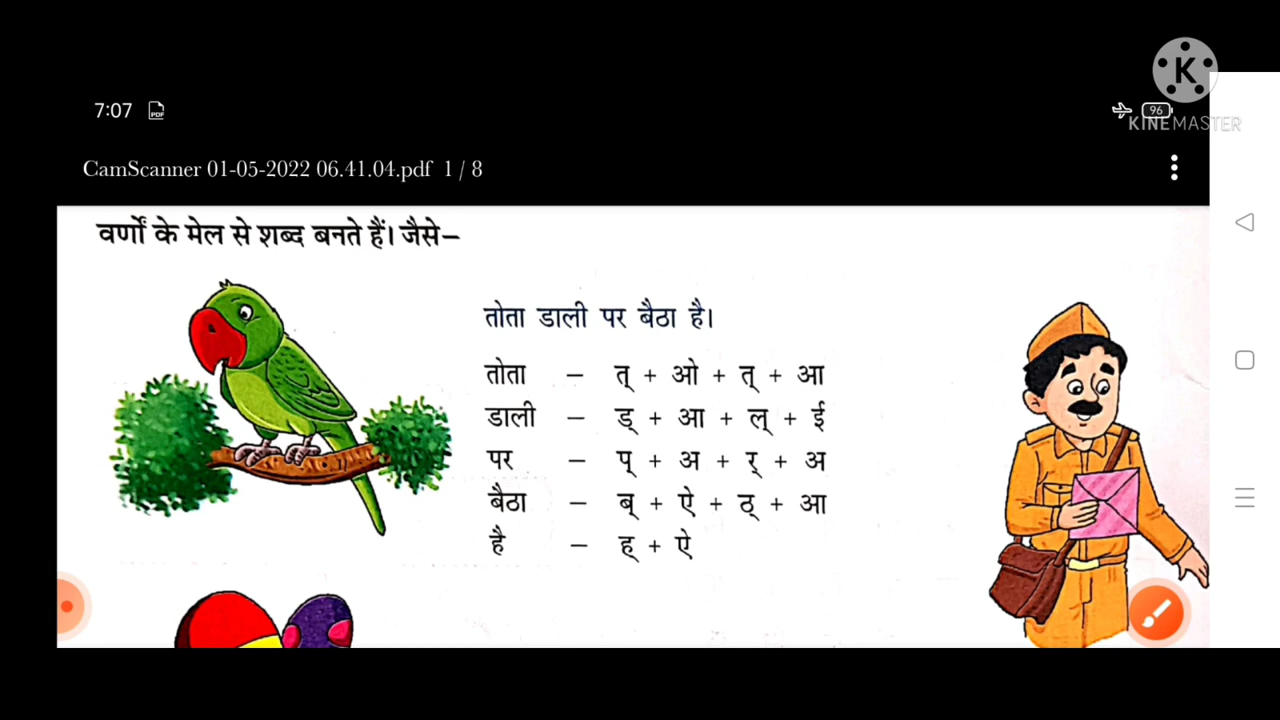 7:07
96
KINEMASTER
CamScanner 01-05-2022 06.41.04.pdf 1 / 8
वर्णों के मेल से शब्द बनते हैं। जैसे–
तोता डाली पर बैठा है।
तोता – त् + ओ + त् + आ
डाली – ड् + आ + ल् + ई
पर – प् + अ + र् + अ
बैठा – ब् + ऐ + ठ् + आ
है – ह् + ऐ